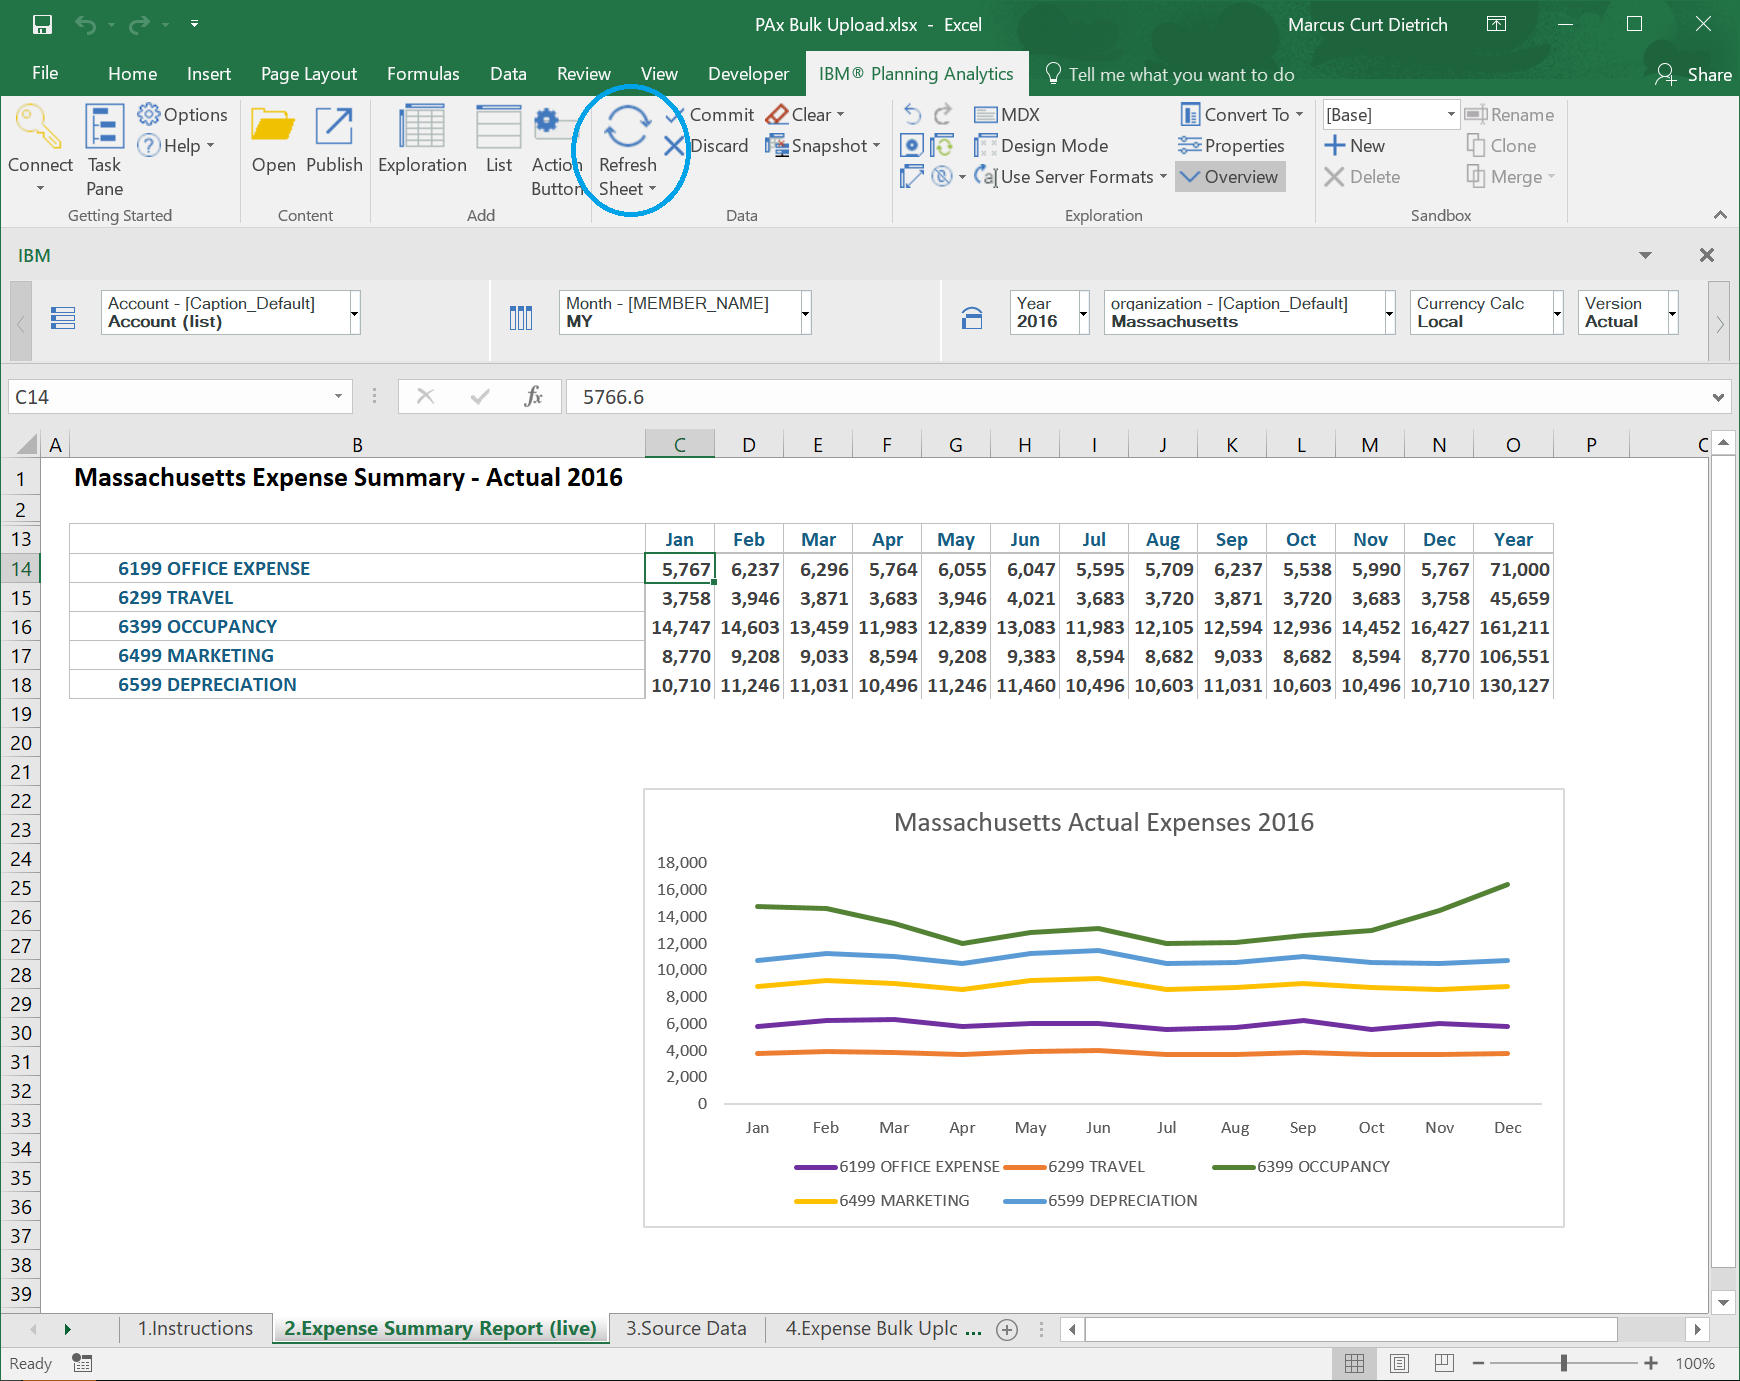 PAx Bulk Upload.xlsx - Excel
Marcus Curt Dietrich
File Home Insert Page Layout Formulas Data Review View Developer IBM® Planning Analytics Tell me what you want to do Share
Connect
Task Pane
Options
Help
Getting Started
Open Publish
Content
Exploration List Action Button
Add
Refresh Sheet
Commit Clear
Discard Snapshot
Data
MDX
Design Mode
Use Server Formats
Convert To
Properties
Overview
Exploration
[Base] Rename
New Clone
Delete Merge
Sandbox
IBM
Account - [Caption_Default]
Account (list)
Month - [MEMBER_NAME]
MY
Year
2016
organization - [Caption_Default]
Massachusetts
Currency Calc
Local
Version
Actual
C14 fx 5766.6
A B C D E F G H I J K L M N O P
1 Massachusetts Expense Summary - Actual 2016
2
13 Jan Feb Mar Apr May Jun Jul Aug Sep Oct Nov Dec Year
14 6199 OFFICE EXPENSE 5,767 6,237 6,296 5,764 6,055 6,047 5,595 5,709 6,237 5,538 5,990 5,767 71,000
15 6299 TRAVEL 3,758 3,946 3,871 3,683 3,946 4,021 3,683 3,720 3,871 3,720 3,683 3,758 45,659
16 6399 OCCUPANCY 14,747 14,603 13,459 11,983 12,839 13,083 11,983 12,105 12,594 12,936 14,452 16,427 161,211
17 6499 MARKETING 8,770 9,208 9,033 8,594 9,208 9,383 8,594 8,682 9,033 8,682 8,594 8,770 106,551
18 6599 DEPRECIATION 10,710 11,246 11,031 10,496 11,246 11,460 10,496 10,603 11,031 10,603 10,496 10,710 130,127
19
20
21
22
23
24
25
26
27
28
29
30
31
32
33
34
35
36
37
38
39
Massachusetts Actual Expenses 2016
18,000
16,000
14,000
12,000
10,000
8,000
6,000
4,000
2,000
0
Jan Feb Mar Apr May Jun Jul Aug Sep Oct Nov Dec
6199 OFFICE EXPENSE 6299 TRAVEL 6399 OCCUPANCY
6499 MARKETING 6599 DEPRECIATION
1.Instructions 2.Expense Summary Report (live) 3.Source Data 4.Expense Bulk Uplc ...
Ready 100%